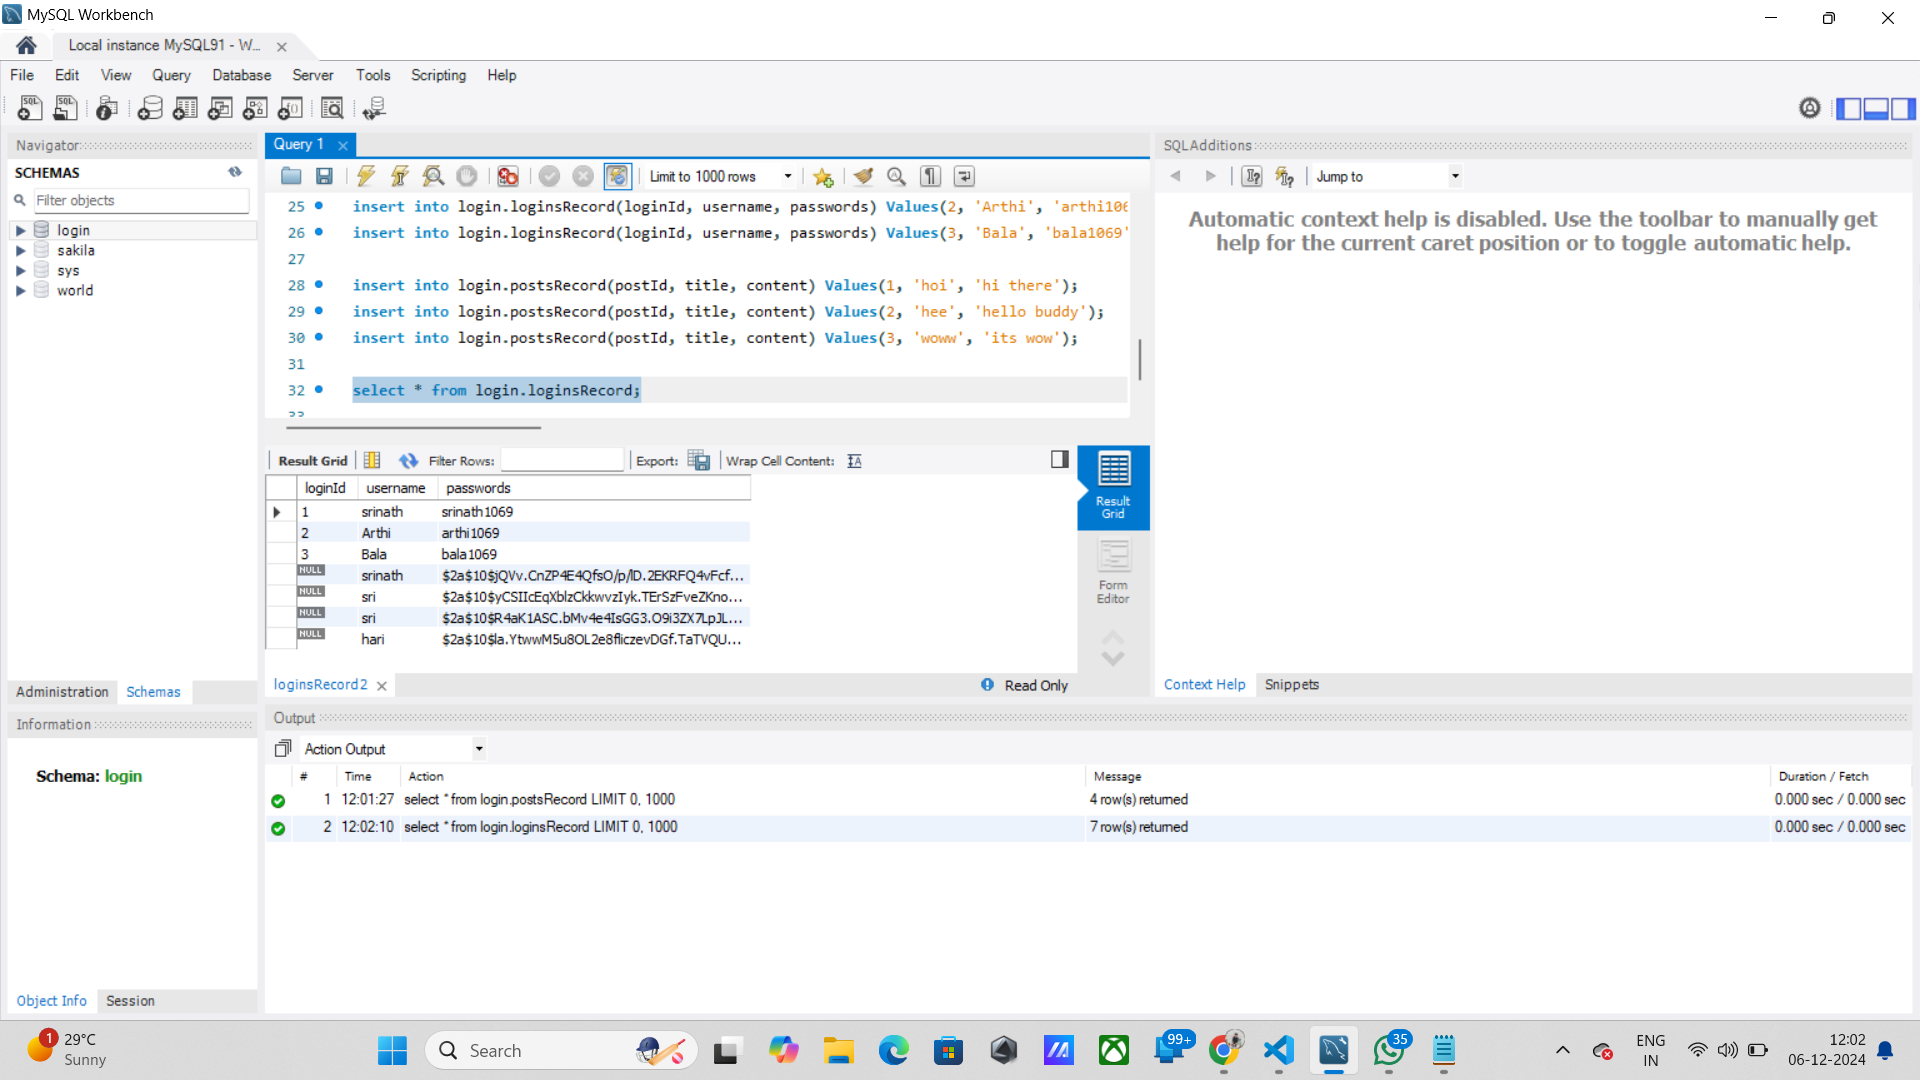 MySQL Workbench
Local instance MySQL91 - W...
File Edit View Query Database Server Tools Scripting Help
Navigator
SCHEMAS
Filter objects
login
sakila
sys
world
Administration Schemas
Information
Schema: login
Object Info Session
Query 1
Limit to 1000 rows
25 insert into login.loginsRecord(loginId, username, passwords) Values(2, 'Arthi', 'arthi106
26 insert into login.loginsRecord(loginId, username, passwords) Values(3, 'Bala', 'bala1069'
27
28 insert into login.postsRecord(postId, title, content) Values(1, 'hoi', 'hi there');
29 insert into login.postsRecord(postId, title, content) Values(2, 'hee', 'hello buddy');
30 insert into login.postsRecord(postId, title, content) Values(3, 'woww', 'its wow');
31
32 select * from login.loginsRecord;
33
Result Grid Filter Rows: Export: Wrap Cell Content:
loginId username passwords
1 srinath srinath1069
2 Arthi arthi1069
3 Bala bala1069
NULL srinath $2a$10$jQVv.CnZP4E4QfsO/p/lD.2EKRFQ4vFcf...
NULL sri $2a$10$yCSIIcEqXblzCkkwvzIyk.TErSzFveZKno...
NULL sri $2a$10$R4aK1ASC.bMv4e4IsGG3.O9i3ZX7LpJL...
NULL hari $2a$10$la.YtwwM5u8OL2e8fliczevDGf.TaTVQU...
Result
Grid
Form
Editor
loginsRecord2
Read Only
SQLAdditions
Jump to
Automatic context help is disabled. Use the toolbar to manually get
help for the current caret position or to toggle automatic help.
Context Help Snippets
Output
Action Output
# Time Action Message Duration / Fetch
1 12:01:27 select * from login.postsRecord LIMIT 0, 1000 4 row(s) returned 0.000 sec / 0.000 sec
2 12:02:10 select * from login.loginsRecord LIMIT 0, 1000 7 row(s) returned 0.000 sec / 0.000 sec
1
29°C
Sunny
Search
99+
35
ENG
IN
12:02
06-12-2024